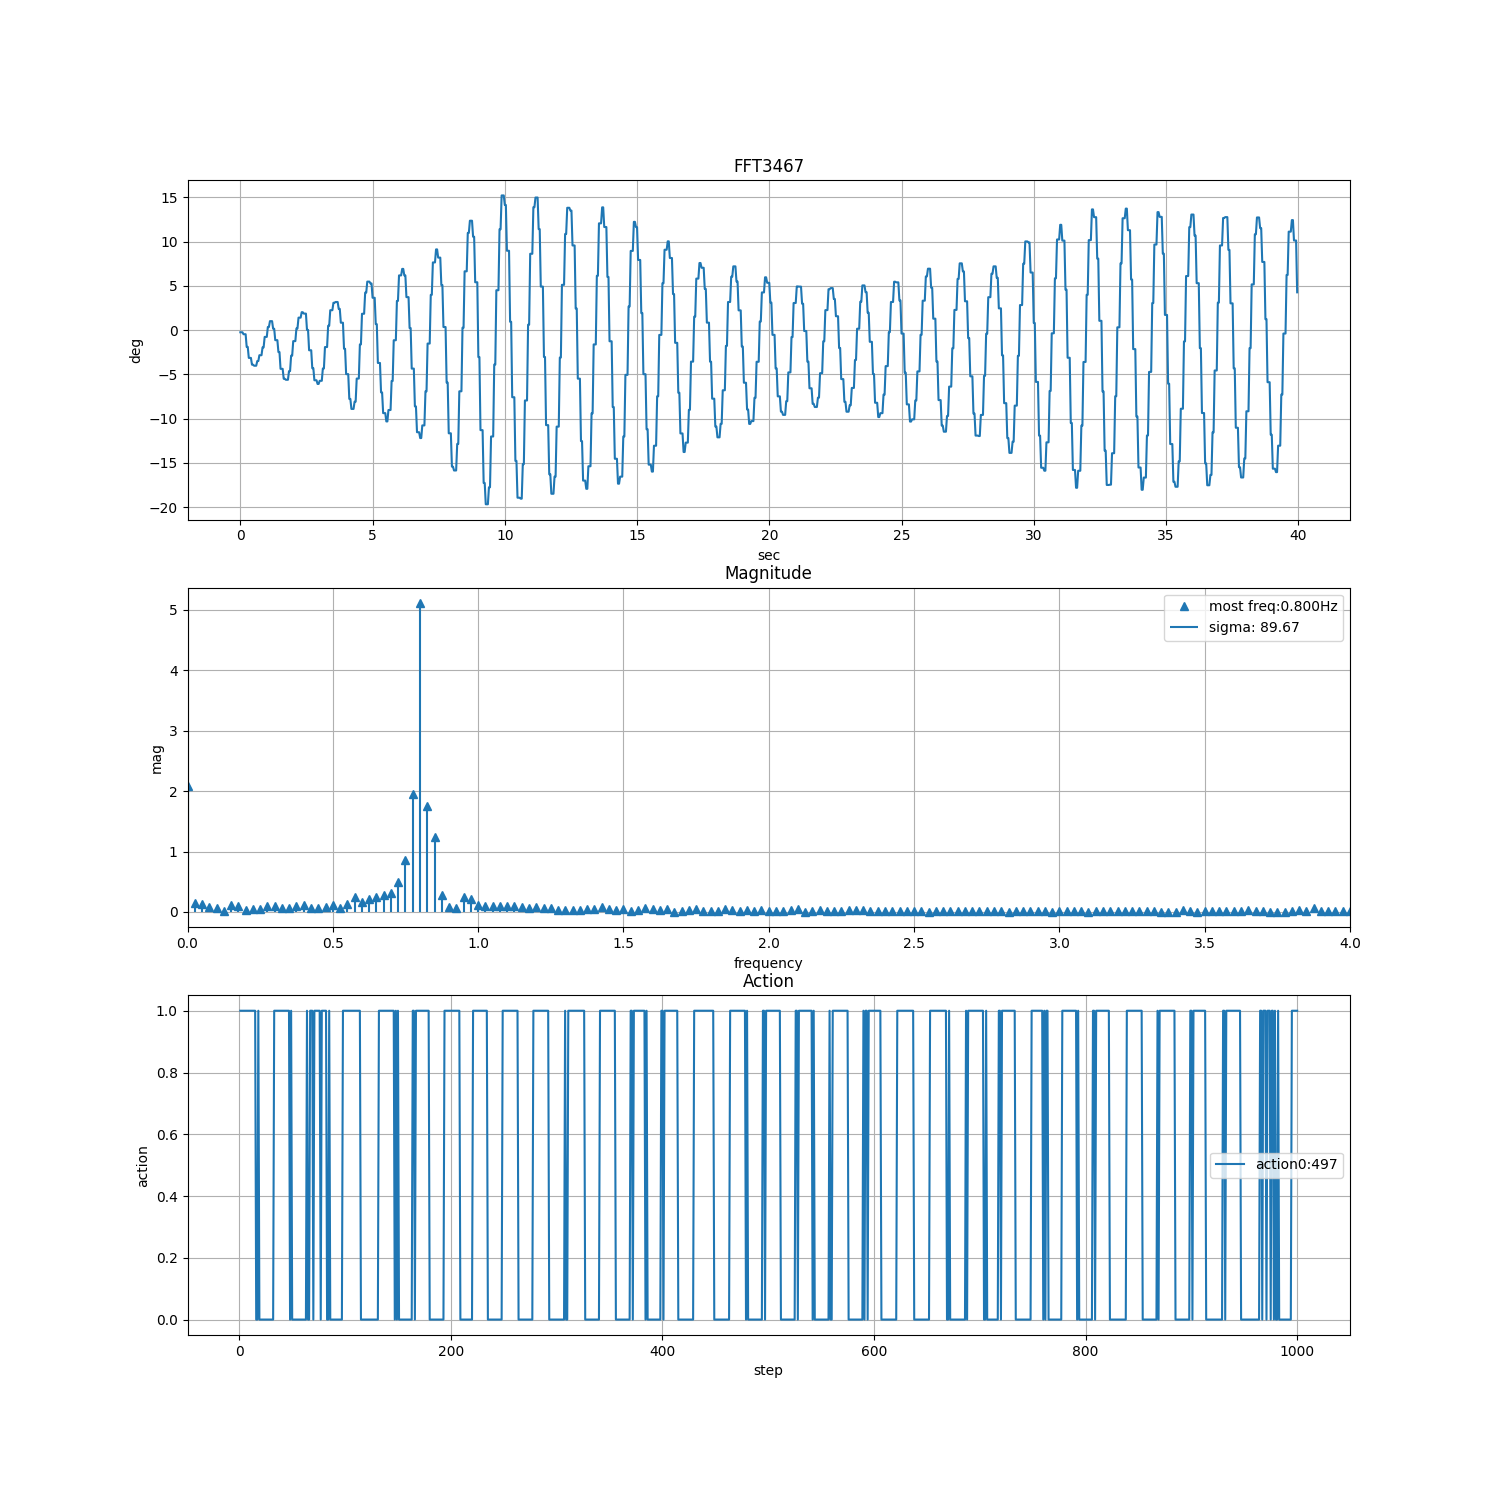 FFT3467
15
10
5
0
−5
−10
−15
−20
deg
0 5 10 15 20 25 30 35 40
sec
Magnitude
5
4
3
2
1
0
mag
most freq:0.800Hz
sigma: 89.67
0.0 0.5 1.0 1.5 2.0 2.5 3.0 3.5 4.0
frequency
Action
1.0
0.8
0.6
0.4
0.2
0.0
action
action0:497
0 200 400 600 800 1000
step